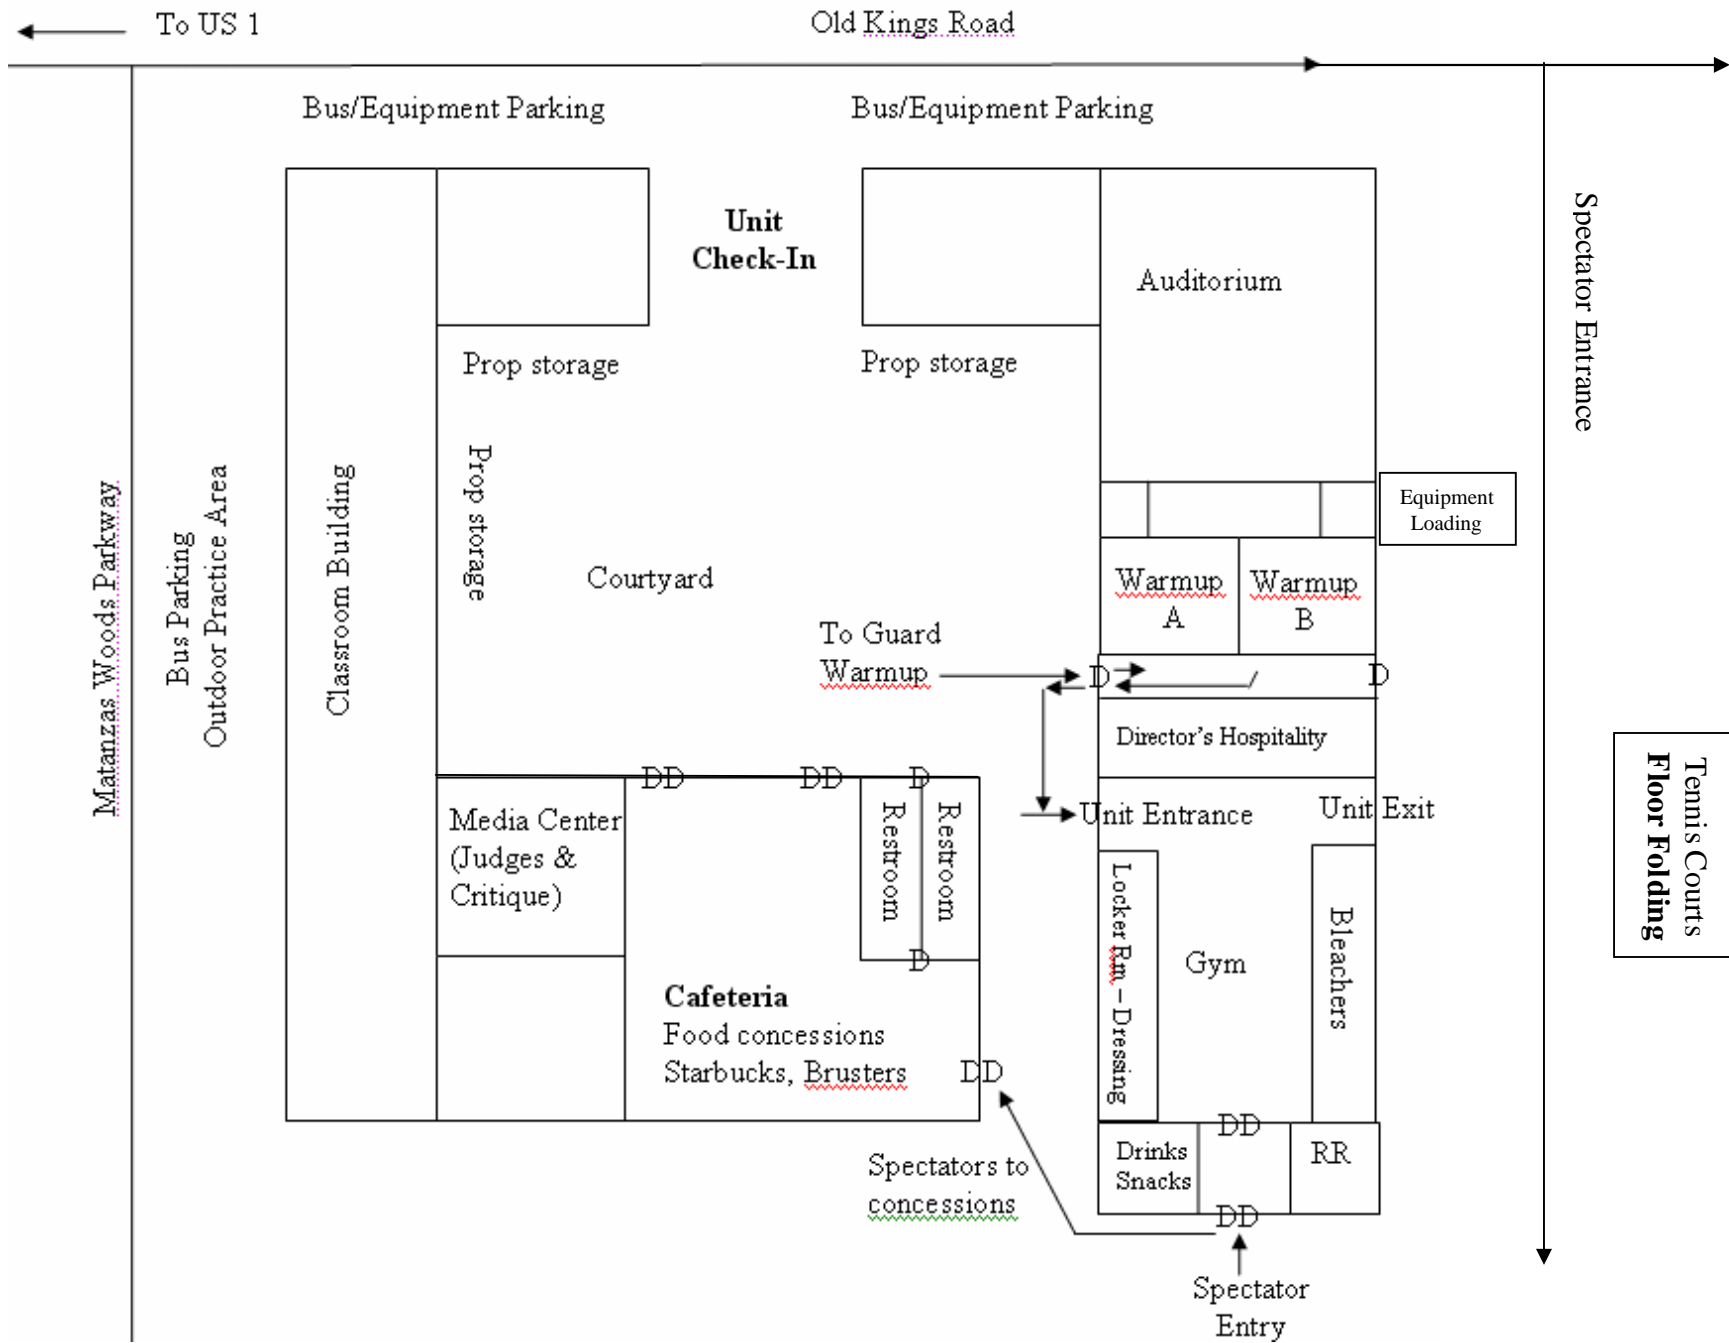 To US 1
Old Kings Road
Bus/Equipment Parking
Bus/Equipment Parking
Unit
Check-In
Auditorium
Spectator Entrance
Prop storage
Prop storage
Prop storage
Equipment
Loading
Matanzas Woods Parkway
Bus Parking
Outdoor Practice Area
Classroom Building
Courtyard
Warmup
A
Warmup
B
To Guard
Warmup
D
D
Director's Hospitality
Tennis Courts
Floor Folding
DD
DD
D
Media Center
(Judges &
Critique)
Restroom
Restroom
D
Unit Entrance
Unit Exit
Locker Rm – Dressing
Gym
Bleachers
Cafeteria
Food concessions
Starbucks, Brusters
DD
DD
Drinks
Snacks
RR
Spectators to
concessions
DD
Spectator
Entry